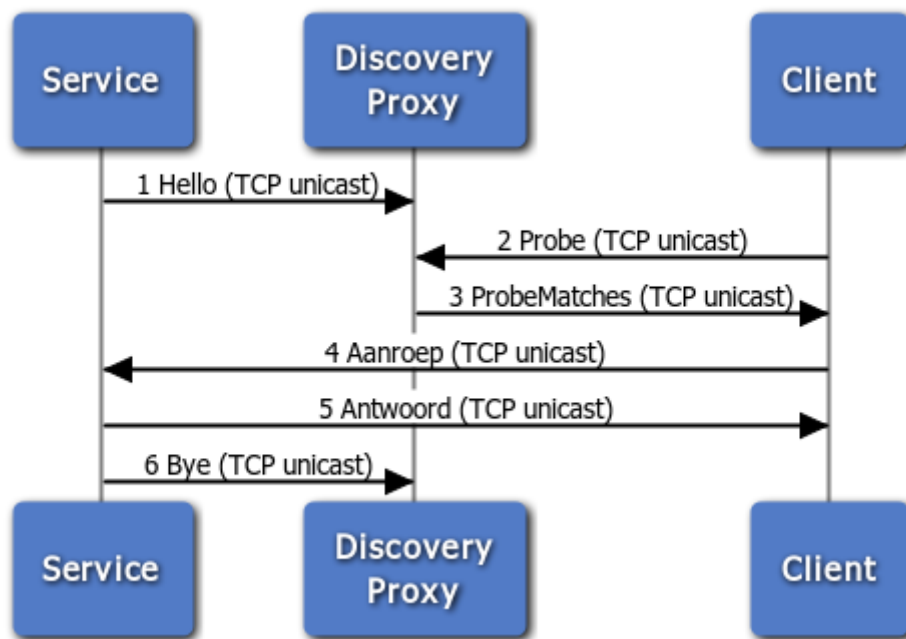 Service
Discovery
Proxy
Client
1 Hello (TCP unicast)
2 Probe (TCP unicast)
3 ProbeMatches (TCP unicast)
4 Aanroep (TCP unicast)
5 Antwoord (TCP unicast)
6 Bye (TCP unicast)
Service
Discovery
Proxy
Client